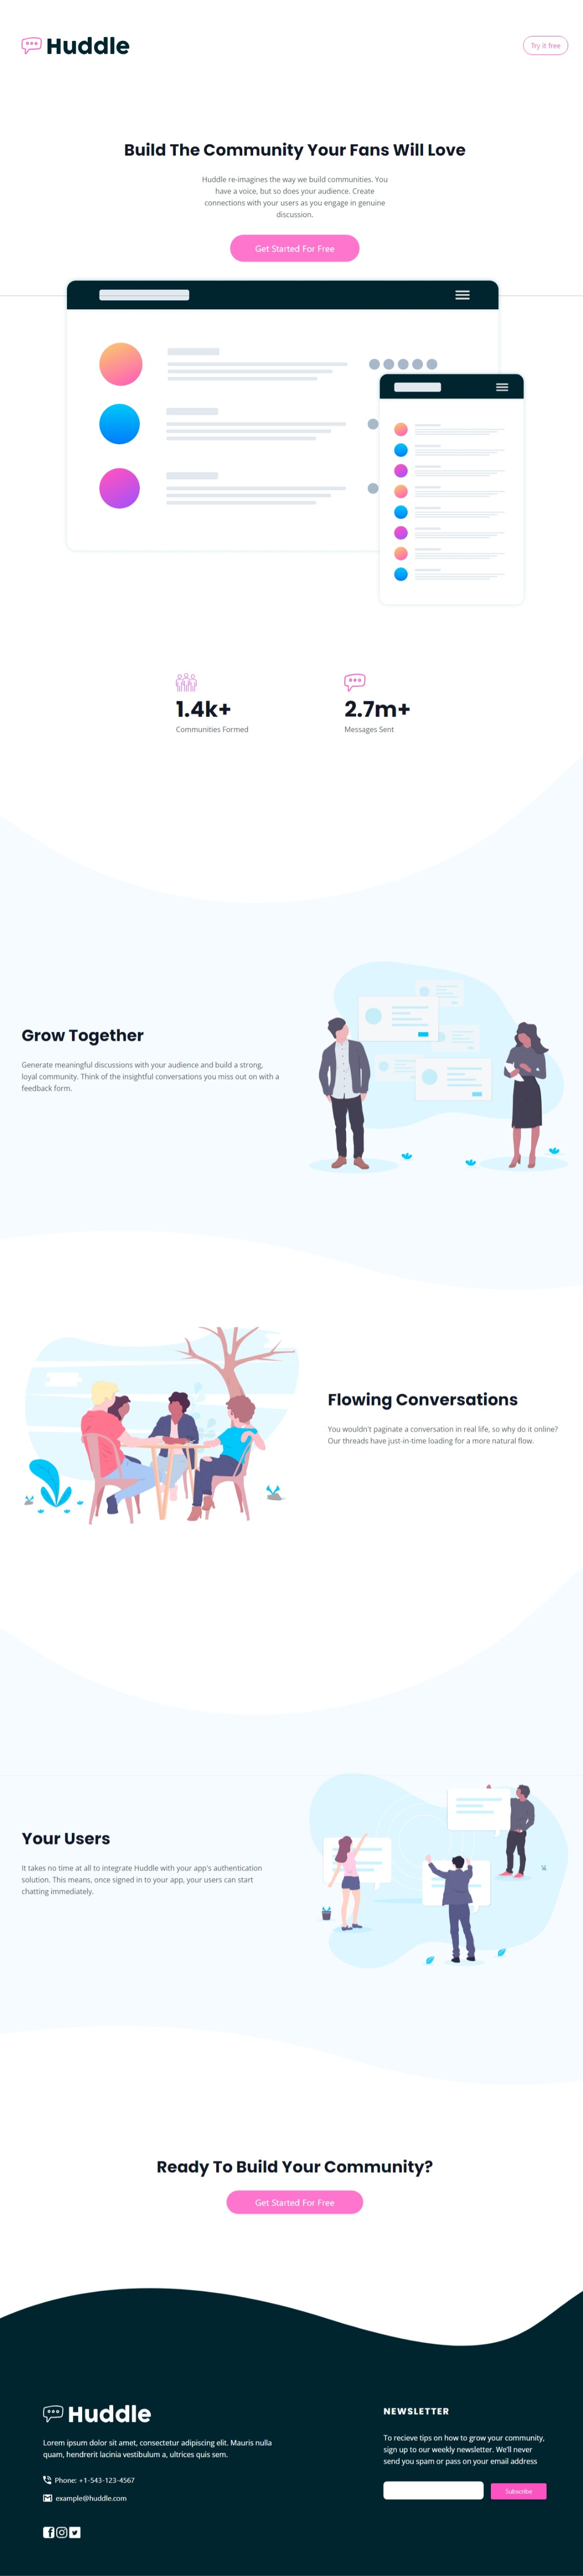 Huddle
Try it free
Build The Community Your Fans Will Love
Huddle re-imagines the way we build communities. You
have a voice, but so does your audience. Create
connections with your users as you engage in genuine
discussion.
Get Started For Free
1.4k+
Communities Formed
2.7m+
Messages Sent
Grow Together
Generate meaningful discussions with your audience and build a strong,
loyal community. Think of the insightful conversations you miss out on with a
feedback form.
Flowing Conversations
You wouldn't paginate a conversation in real life, so why do it online?
Our threads have just-in-time loading for a more natural flow.
Your Users
It takes no time at all to integrate Huddle with your app's authentication
solution. This means, once signed in to your app, your users can start
chatting immediately.
Ready To Build Your Community?
Get Started For Free
Huddle
Lorem ipsum dolor sit amet, consectetur adipiscing elit. Mauris nulla
quam, hendrerit lacinia vestibulum a, ultrices quis sem.
Phone: +1-543-123-4567
example@huddle.com
NEWSLETTER
To recieve tips on how to grow your community,
sign up to our weekly newsletter. We'll never
send you spam or pass on your email address
Subscribe